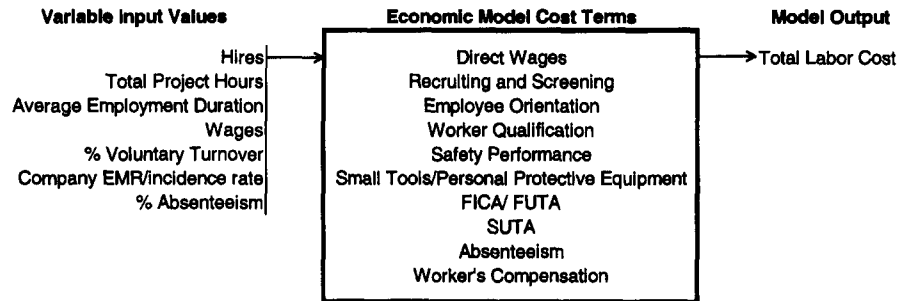 Variable Input Values
Economic Model Cost Terms
Model Output
Hires
Total Project Hours
Average Employment Duration
Wages
% Voluntary Turnover
Company EMR/incidence rate
% Absenteeism
Direct Wages
Recruiting and Screening
Employee Orientation
Worker Qualification
Safety Performance
Small Tools/Personal Protective Equipment
FICA/ FUTA
SUTA
Absenteeism
Worker's Compensation
Total Labor Cost